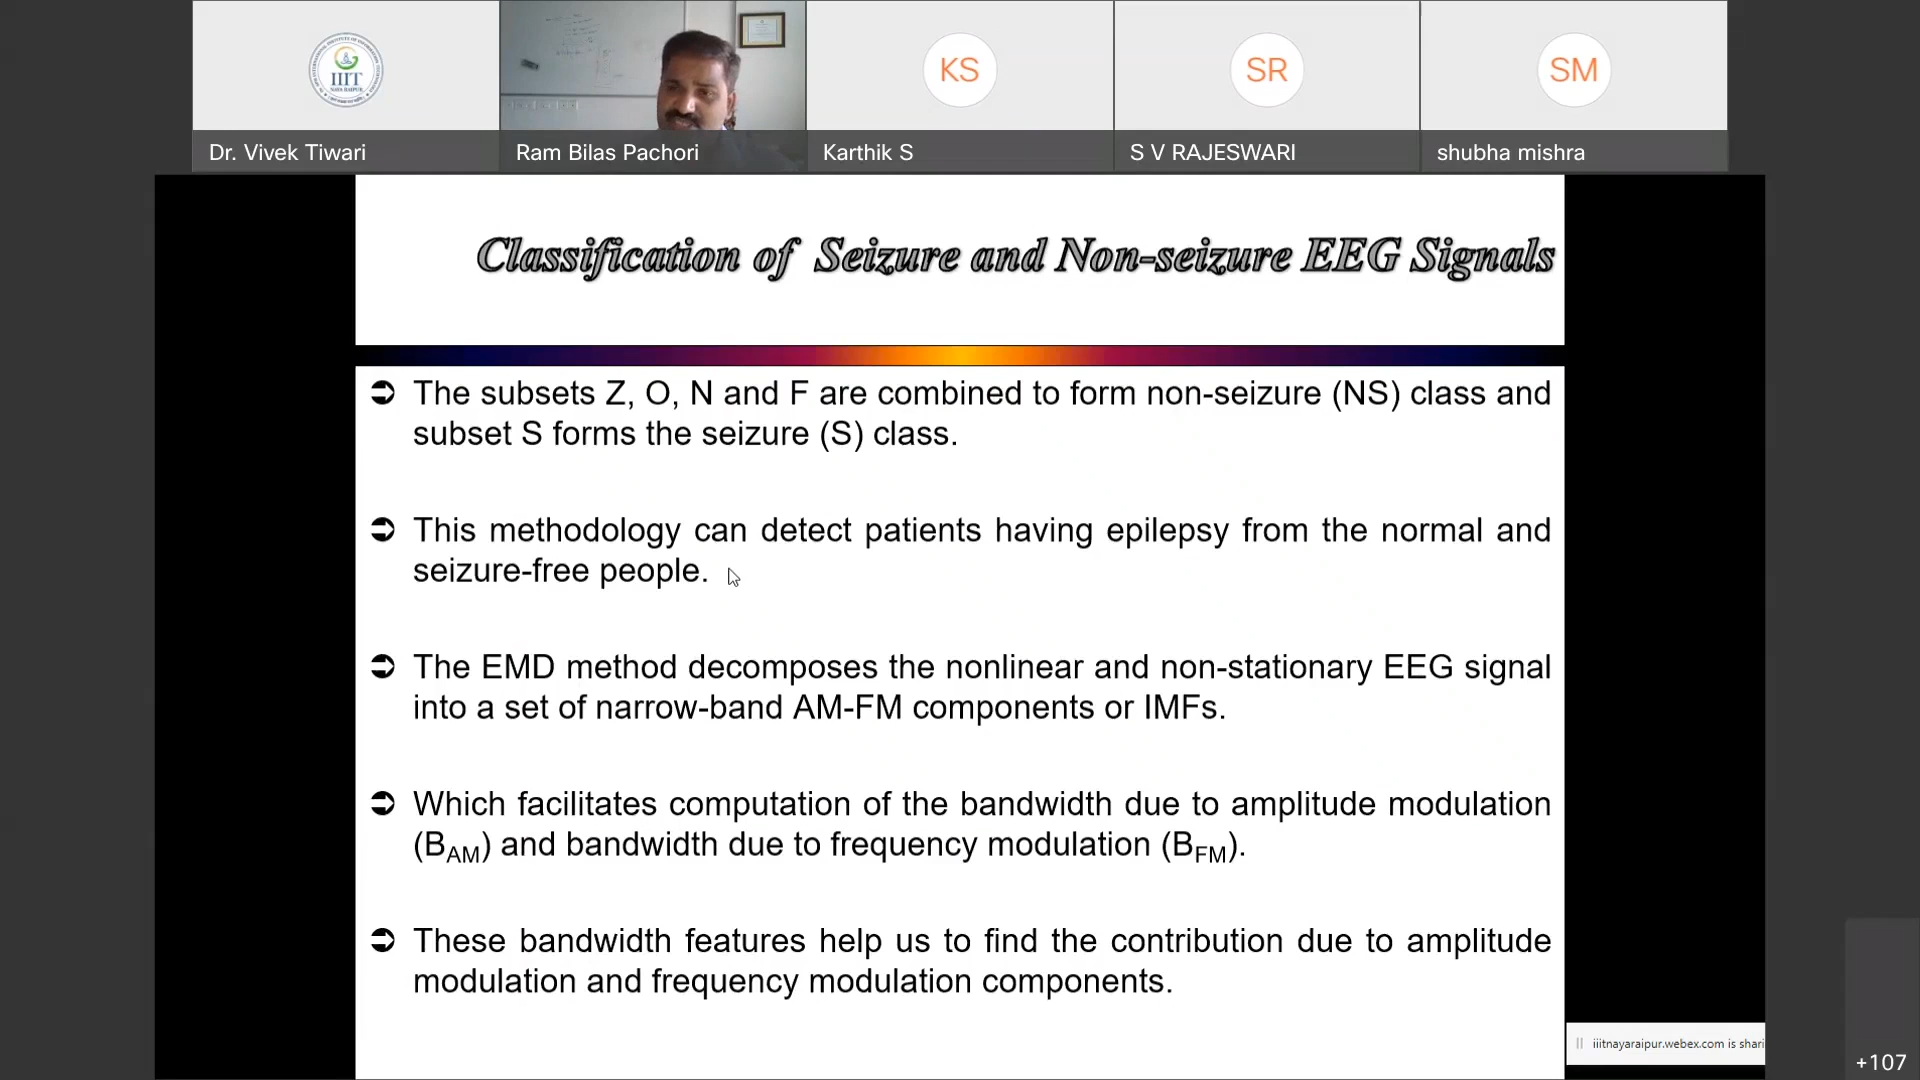 IIIT
NAYA RAIPUR
KS
SR
SM
Dr. Vivek Tiwari
Ram Bilas Pachori
Karthik S
S V RAJESWARI
shubha mishra
Classification of Seizure and Non-seizure EEG Signals
The subsets Z, O, N and F are combined to form non-seizure (NS) class and
subset S forms the seizure (S) class.
This methodology can detect patients having epilepsy from the normal and
seizure-free people.
The EMD method decomposes the nonlinear and non-stationary EEG signal
into a set of narrow-band AM-FM components or IMFs.
Which facilitates computation of the bandwidth due to amplitude modulation
(BAM) and bandwidth due to frequency modulation (BFM).
These bandwidth features help us to find the contribution due to amplitude
modulation and frequency modulation components.
iiitnayaraipur.webex.com is shari
+107